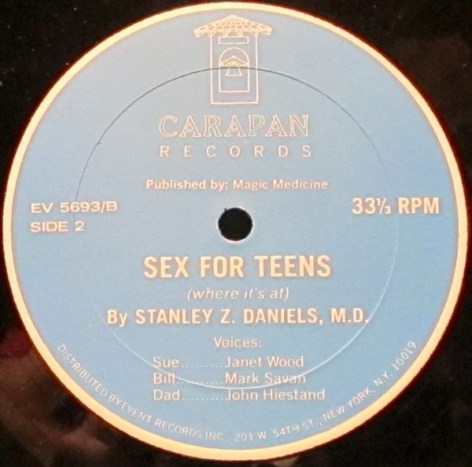 CARAPAN
RECORDS
Published by: Magic Medicine
EV 5693/B
SIDE 2
33⅓ RPM
SEX FOR TEENS
(where it's at)
By STANLEY Z. DANIELS, M.D.
Voices:
Sue........Janet Wood
Bill........Mark Savan
Dad........John Hiestand
DISTRIBUTED BY EVENT RECORDS INC. 201 W. 54TH ST., NEW YORK, N.Y. 10019